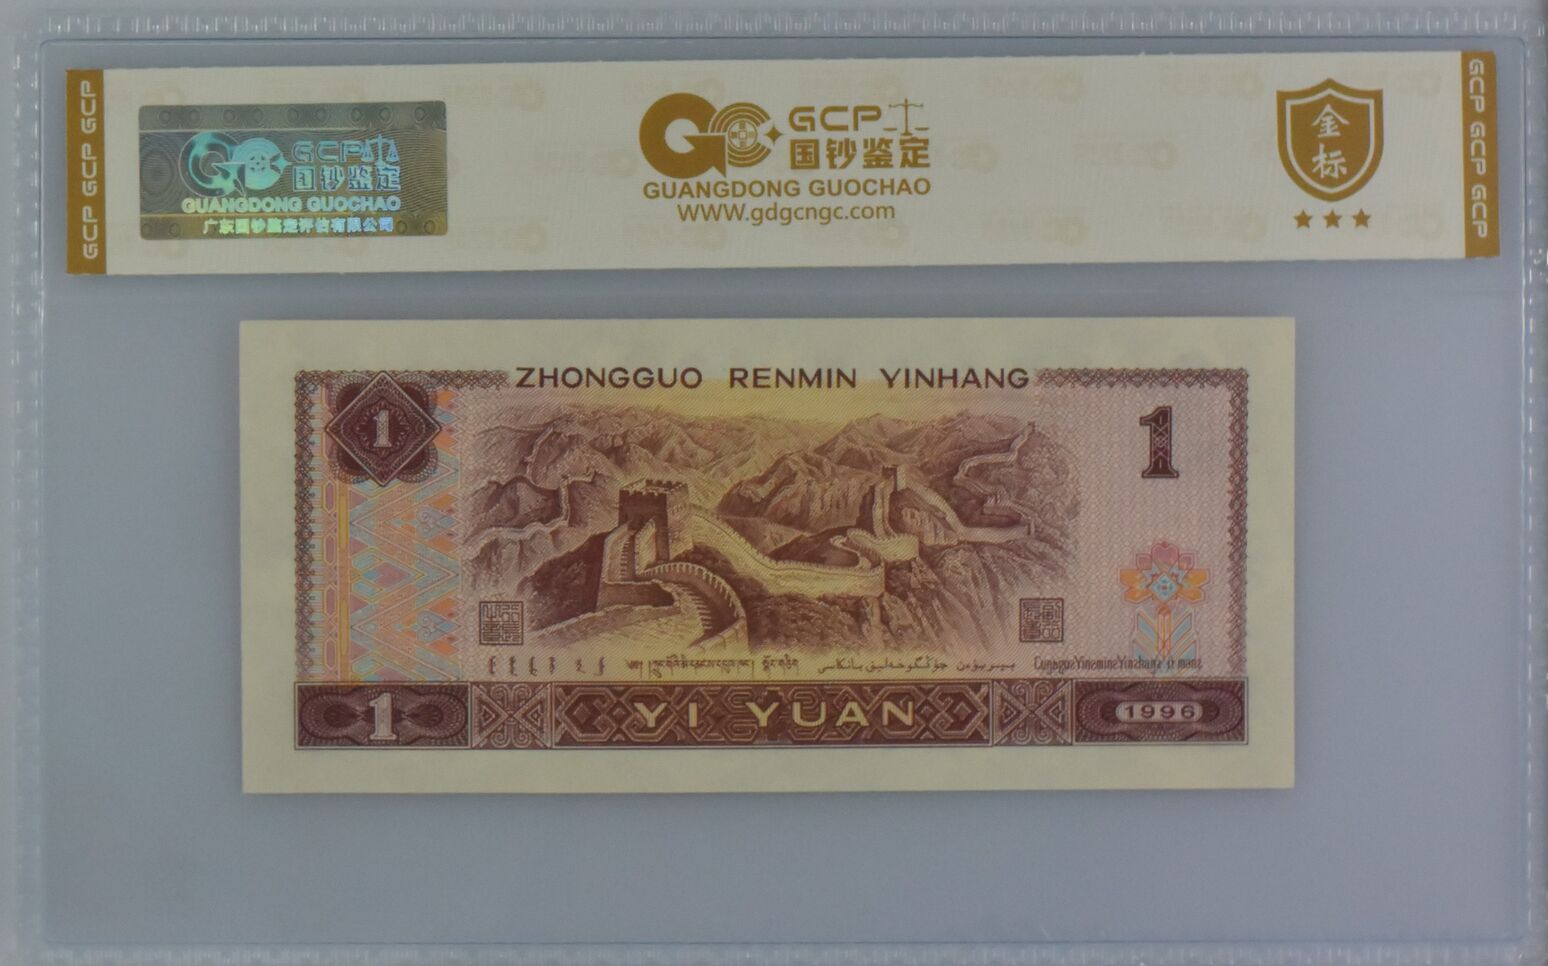 GCP GCP GCP
GCP
国钞鉴定
GUANGDONG GUOCHAO
广东国钞鉴定评估有限公司
GCP
国钞鉴定
GUANGDONG GUOCHAO
WWW.gdgcngc.com
金
标
GCP GCP GCP
ZHONGGUO RENMIN YINHANG
1
1
1 YI YUAN 1996